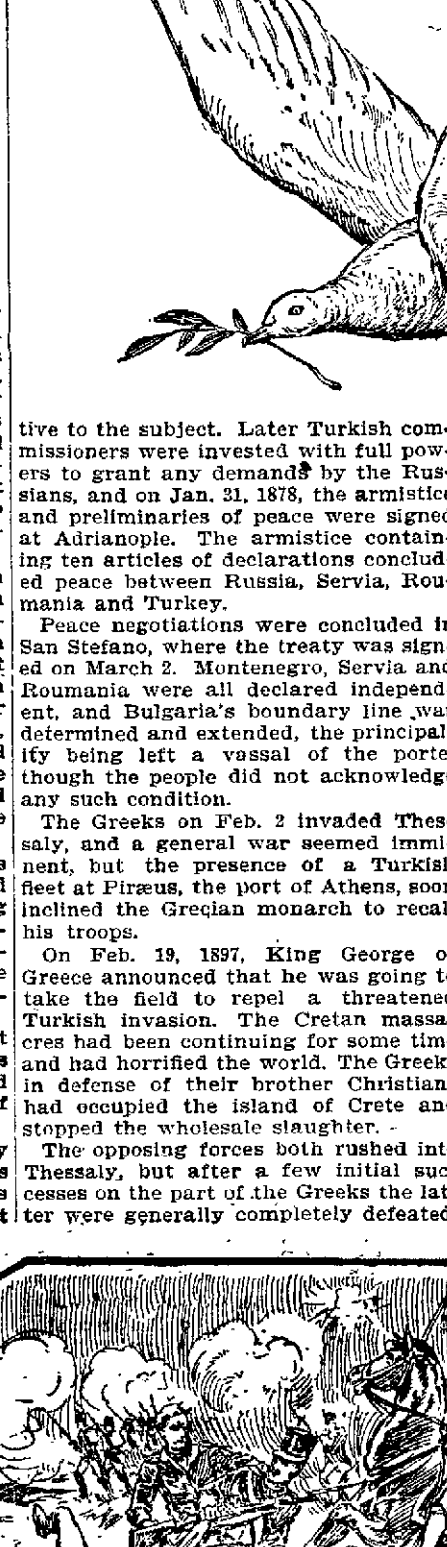 tive to the subject. Later Turkish com-
missioners were invested with full pow-
ers to grant any demands by the Rus-
sians, and on Jan. 31, 1878, the armistice
and preliminaries of peace were signed
at Adrianople. The armistice contain-
ing ten articles of declarations conclud-
ed peace between Russia, Servia, Rou-
mania and Turkey.
Peace negotiations were concluded in
San Stefano, where the treaty was sign-
ed on March 2. Montenegro, Servia and
Roumania were all declared independ-
ent, and Bulgaria's boundary line was
determined and extended, the principal-
ify being left a vassal of the porte
though the people did not acknowledg
any such condition.
The Greeks on Feb. 2 invaded Thes-
saly, and a general war seemed immi-
nent, but the presence of a Turkish
fleet at Piræus, the port of Athens, soon
inclined the Greqian monarch to recal
his troops.
On Feb. 19, 1897, King George o
Greece announced that he was going t
take the field to repel a threatened
Turkish invasion. The Cretan massa-
cres had been continuing for some tim
and had horrified the world. The Greek
in defense of their brother Christian
had occupied the island of Crete an
stopped the wholesale slaughter.
The opposing forces both rushed int
Thessaly, but after a few initial suc-
cesses on the part of the Greeks the lat-
ter were generally completely defeated